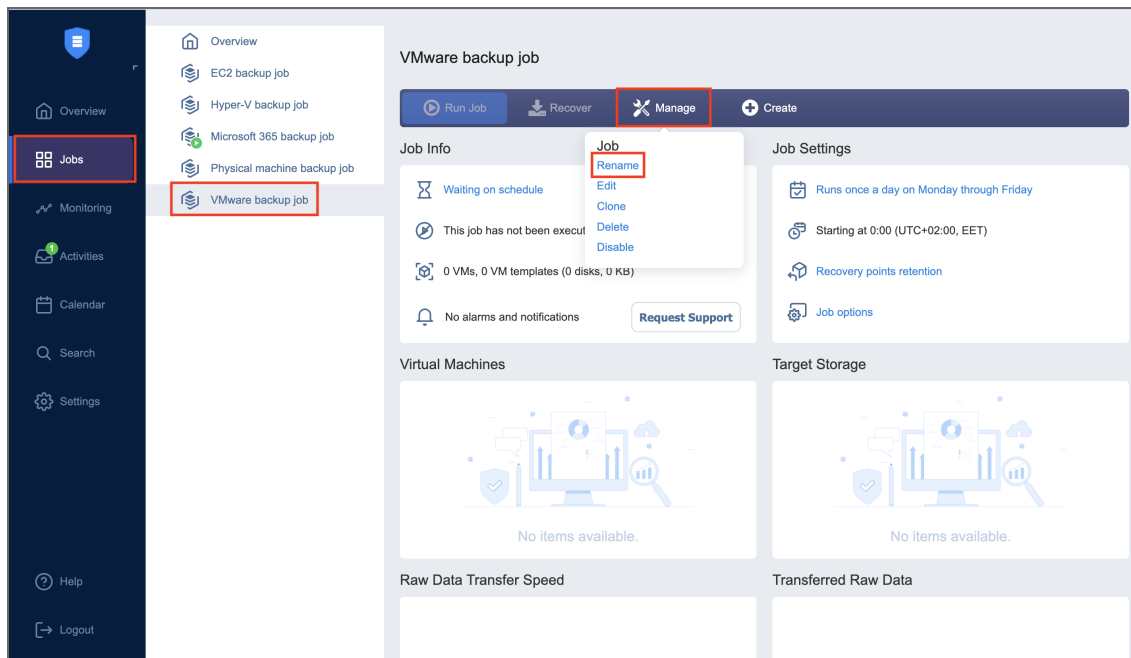 Overview
Jobs
Monitoring
1
Activities
Calendar
Search
Settings
Help
Logout
Overview
EC2 backup job
Hyper-V backup job
Microsoft 365 backup job
Physical machine backup job
VMware backup job
VMware backup job
Run Job
Recover
Manage
Create
Job Info
Waiting on schedule
This job has not been execut
0 VMs, 0 VM templates (0 disks, 0 KB)
No alarms and notifications
Request Support
Job
Rename
Edit
Clone
Delete
Disable
Job Settings
Runs once a day on Monday through Friday
Starting at 0:00 (UTC+02:00, EET)
Recovery points retention
Job options
Virtual Machines
No items available.
Target Storage
No items available.
Raw Data Transfer Speed
Transferred Raw Data